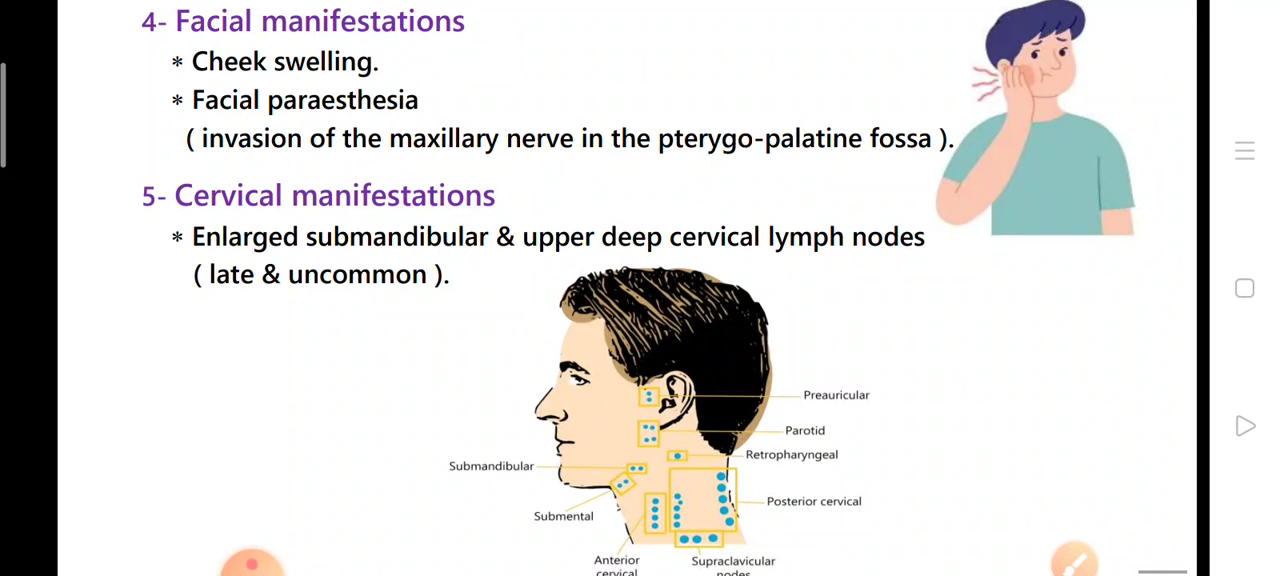 4- Facial manifestations
* Cheek swelling.
* Facial paraesthesia
( invasion of the maxillary nerve in the pterygo-palatine fossa ).
5- Cervical manifestations
* Enlarged submandibular & upper deep cervical lymph nodes
( late & uncommon ).
Preauricular
Parotid
Retropharyngeal
Submandibular
Posterior cervical
Submental
Anterior
cervical
Supraclavicular
nodes